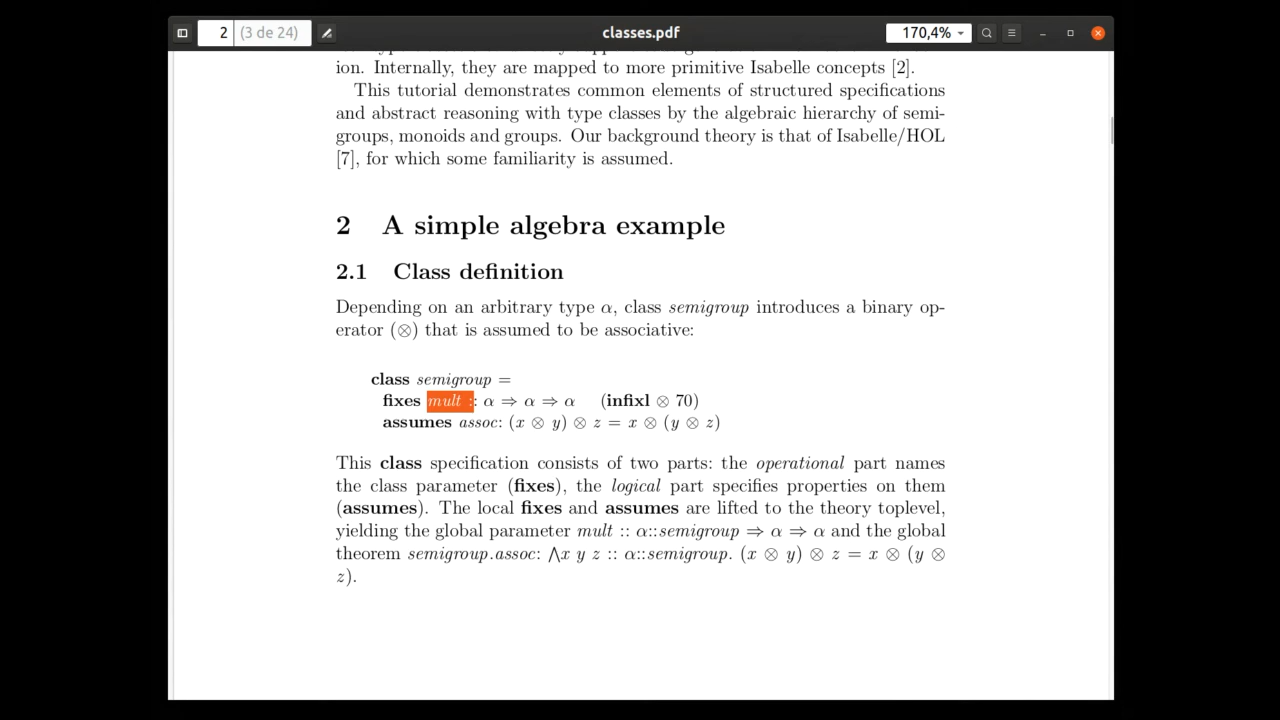 2 (3 de 24) classes.pdf 170,4%
ion. Internally, they are mapped to more primitive Isabelle concepts [2].
This tutorial demonstrates common elements of structured specifications
and abstract reasoning with type classes by the algebraic hierarchy of semi-
groups, monoids and groups. Our background theory is that of Isabelle/HOL
[7], for which some familiarity is assumed.
2 A simple algebra example
2.1 Class definition
Depending on an arbitrary type α, class semigroup introduces a binary op-
erator (⊗) that is assumed to be associative:
class semigroup =
fixes mult :: α ⇒ α ⇒ α (infixl ⊗ 70)
assumes assoc: (x ⊗ y) ⊗ z = x ⊗ (y ⊗ z)
This class specification consists of two parts: the operational part names
the class parameter (fixes), the logical part specifies properties on them
(assumes). The local fixes and assumes are lifted to the theory toplevel,
yielding the global parameter mult :: α::semigroup ⇒ α ⇒ α and the global
theorem semigroup.assoc: ⋀x y z :: α::semigroup. (x ⊗ y) ⊗ z = x ⊗ (y ⊗
z).